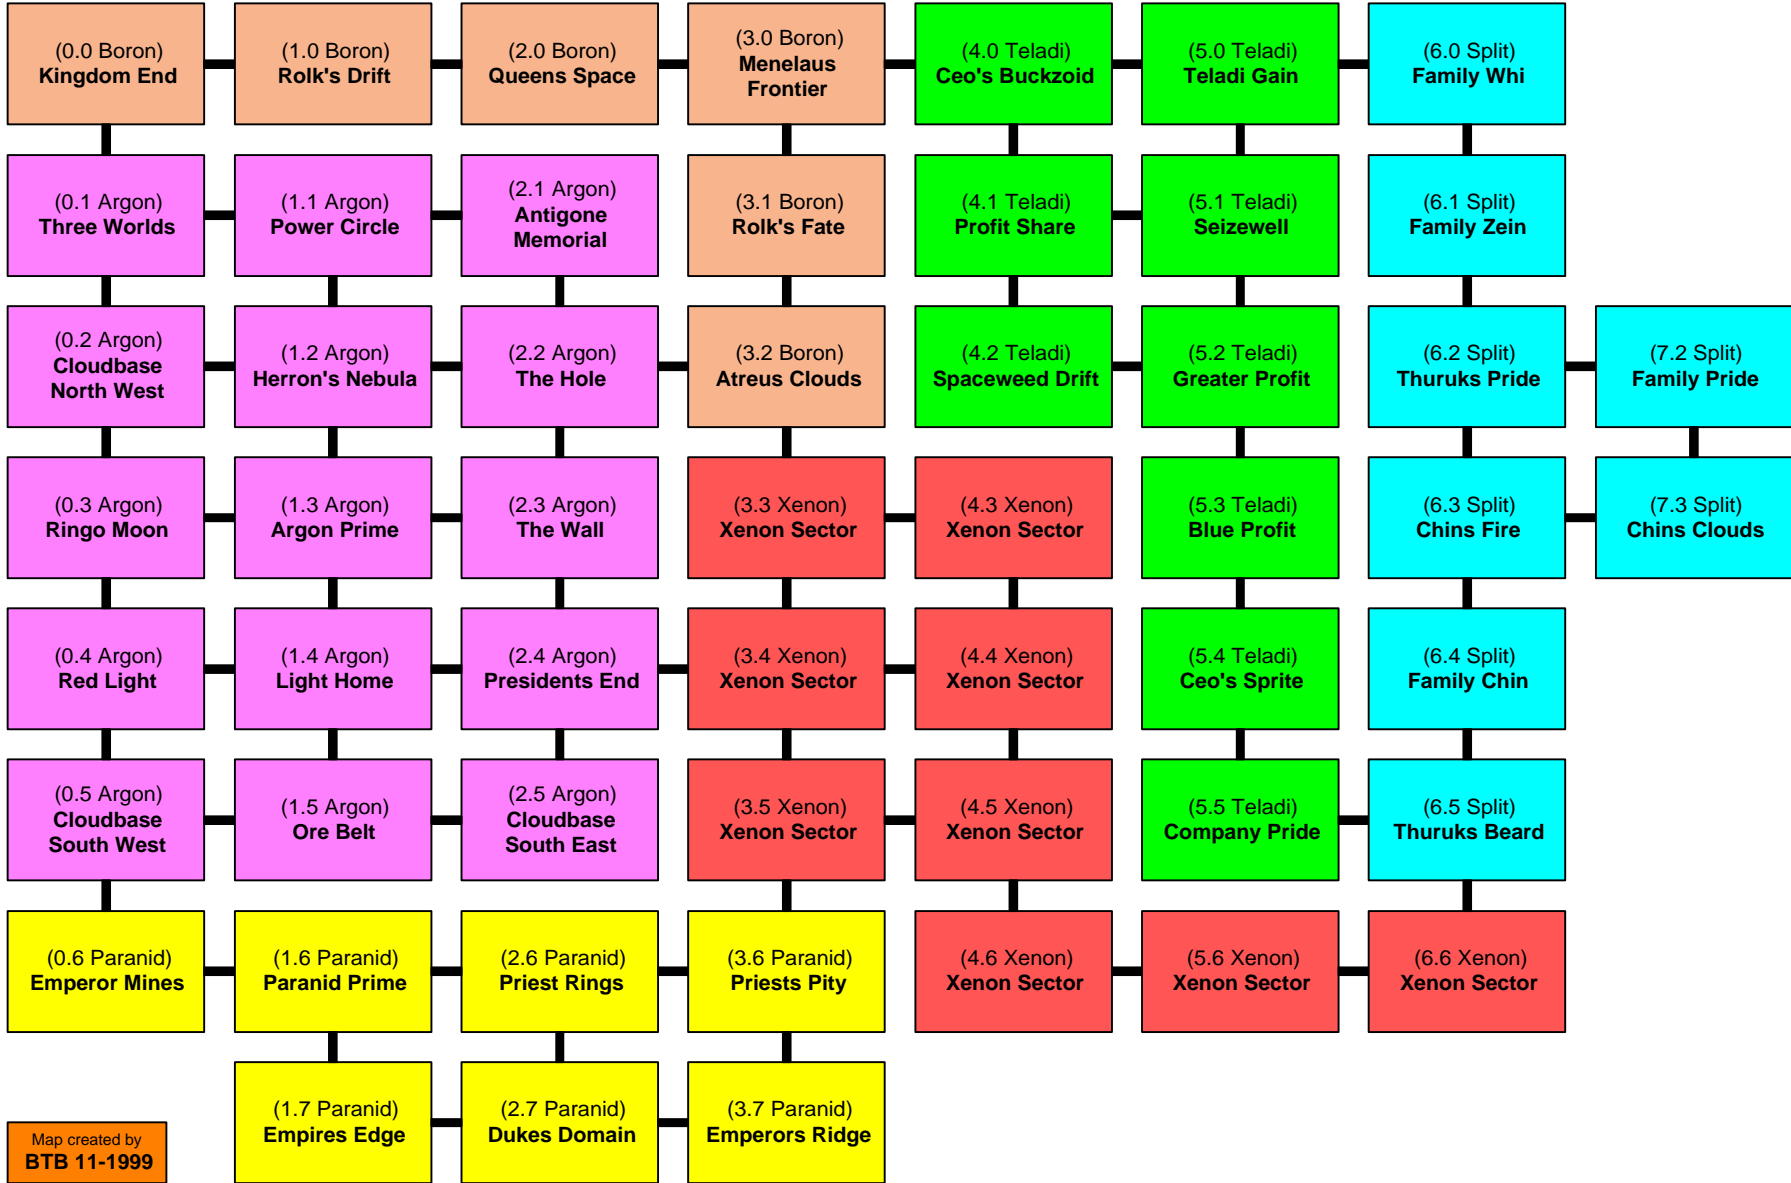 (0.0 Boron)
Kingdom End
(1.0 Boron)
Rolk's Drift
(2.0 Boron)
Queens Space
(3.0 Boron)
Menelaus
Frontier
(4.0 Teladi)
Ceo's Buckzoid
(5.0 Teladi)
Teladi Gain
(6.0 Split)
Family Whi
(0.1 Argon)
Three Worlds
(1.1 Argon)
Power Circle
(2.1 Argon)
Antigone
Memorial
(3.1 Boron)
Rolk's Fate
(4.1 Teladi)
Profit Share
(5.1 Teladi)
Seizewell
(6.1 Split)
Family Zein
(0.2 Argon)
Cloudbase
North West
(1.2 Argon)
Herron's Nebula
(2.2 Argon)
The Hole
(3.2 Boron)
Atreus Clouds
(4.2 Teladi)
Spaceweed Drift
(5.2 Teladi)
Greater Profit
(6.2 Split)
Thuruks Pride
(7.2 Split)
Family Pride
(0.3 Argon)
Ringo Moon
(1.3 Argon)
Argon Prime
(2.3 Argon)
The Wall
(3.3 Xenon)
Xenon Sector
(4.3 Xenon)
Xenon Sector
(5.3 Teladi)
Blue Profit
(6.3 Split)
Chins Fire
(7.3 Split)
Chins Clouds
(0.4 Argon)
Red Light
(1.4 Argon)
Light Home
(2.4 Argon)
Presidents End
(3.4 Xenon)
Xenon Sector
(4.4 Xenon)
Xenon Sector
(5.4 Teladi)
Ceo's Sprite
(6.4 Split)
Family Chin
(0.5 Argon)
Cloudbase
South West
(1.5 Argon)
Ore Belt
(2.5 Argon)
Cloudbase
South East
(3.5 Xenon)
Xenon Sector
(4.5 Xenon)
Xenon Sector
(5.5 Teladi)
Company Pride
(6.5 Split)
Thuruks Beard
(0.6 Paranid)
Emperor Mines
(1.6 Paranid)
Paranid Prime
(2.6 Paranid)
Priest Rings
(3.6 Paranid)
Priests Pity
(4.6 Xenon)
Xenon Sector
(5.6 Xenon)
Xenon Sector
(6.6 Xenon)
Xenon Sector
(1.7 Paranid)
Empires Edge
(2.7 Paranid)
Dukes Domain
(3.7 Paranid)
Emperors Ridge
Map created by
BTB 11-1999